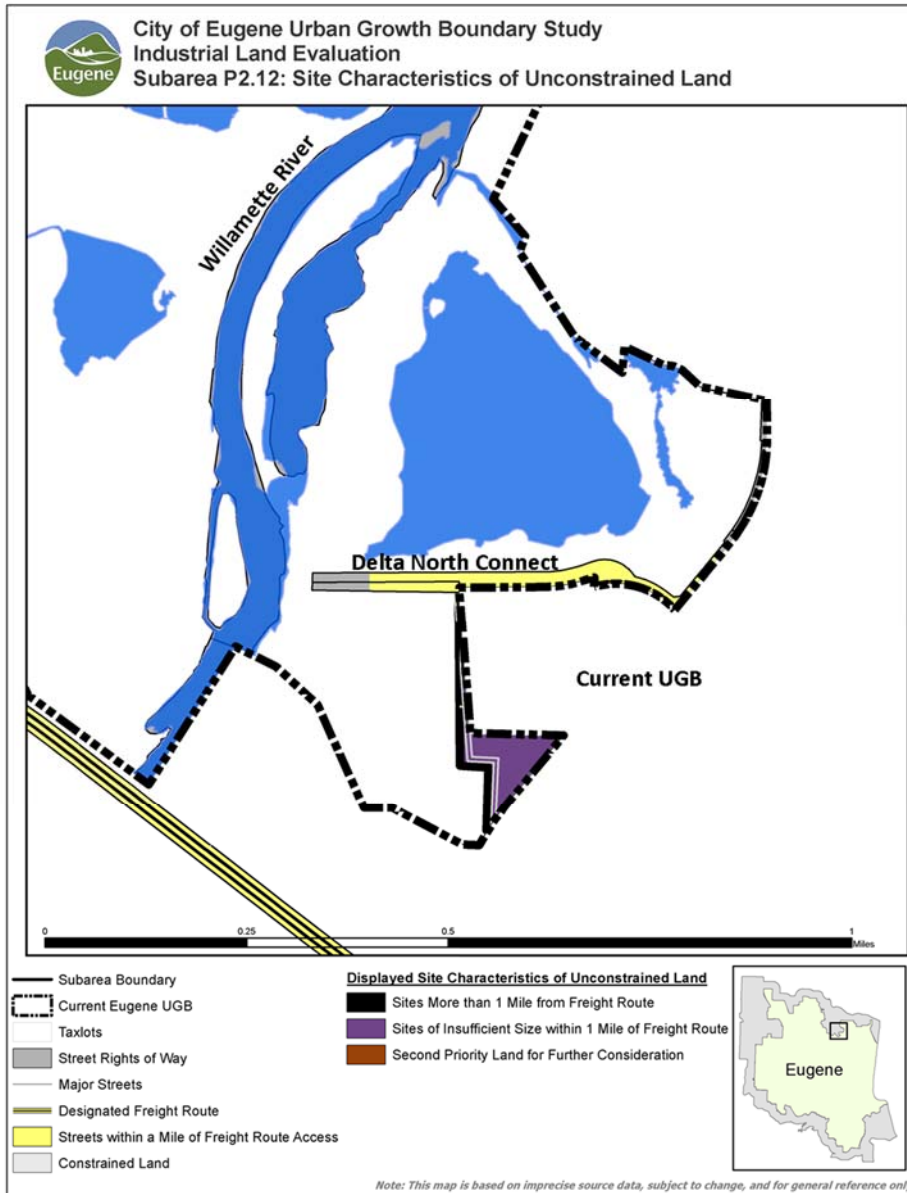 City of Eugene Urban Growth Boundary Study
Industrial Land Evaluation
Subarea P2.12: Site Characteristics of Unconstrained Land
Eugene
Willamette River
Delta North Connect
Current UGB
0
0.25
0.5
1
Miles
Subarea Boundary
Current Eugene UGB
Taxlots
Street Rights of Way
Major Streets
Designated Freight Route
Streets within a Mile of Freight Route Access
Constrained Land
Displayed Site Characteristics of Unconstrained Land
Sites More than 1 Mile from Freight Route
Sites of Insufficient Size within 1 Mile of Freight Route
Second Priority Land for Further Consideration
Eugene
Note: This map is based on imprecise source data, subject to change, and for general reference only